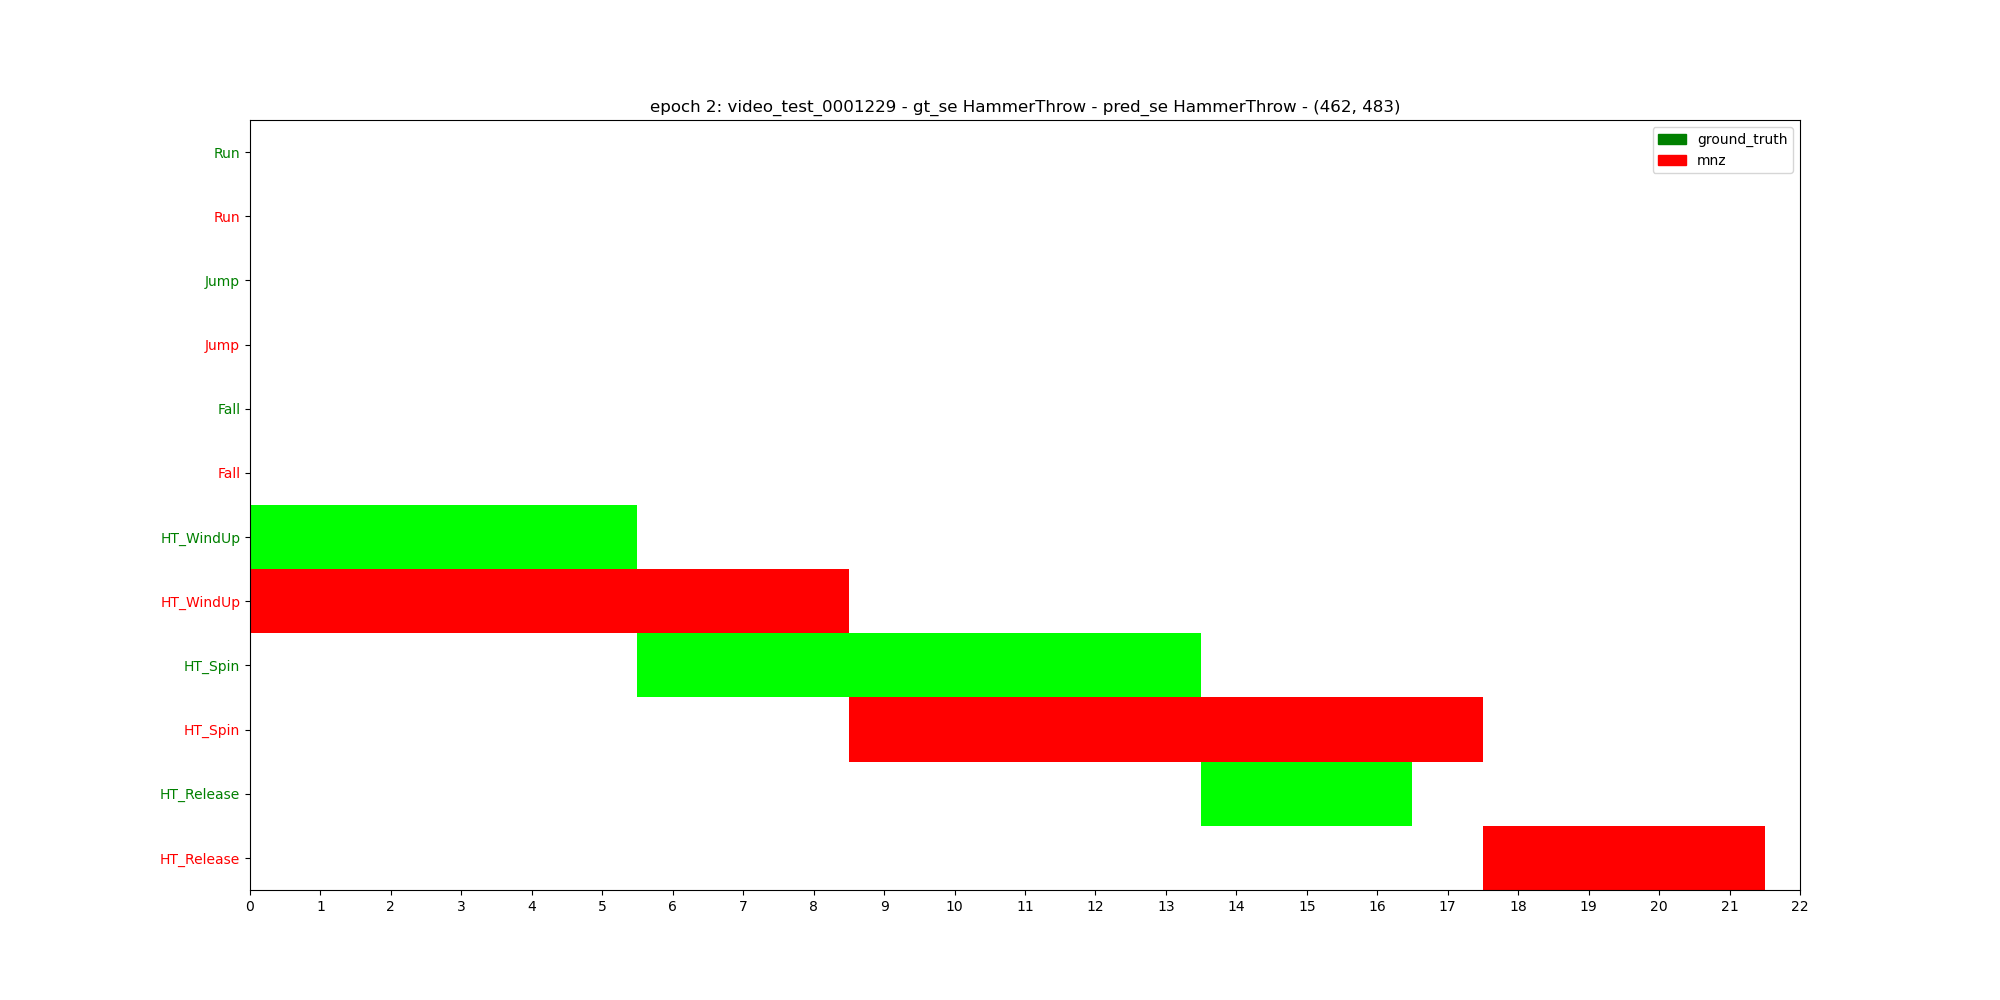 epoch 2: video_test_0001229 - gt_se HammerThrow - pred_se HammerThrow - (462, 483)
ground_truth
mnz
Run
Run
Jump
Jump
Fall
Fall
HT_WindUp
HT_WindUp
HT_Spin
HT_Spin
HT_Release
HT_Release
0 1 2 3 4 5 6 7 8 9 10 11 12 13 14 15 16 17 18 19 20 21 22